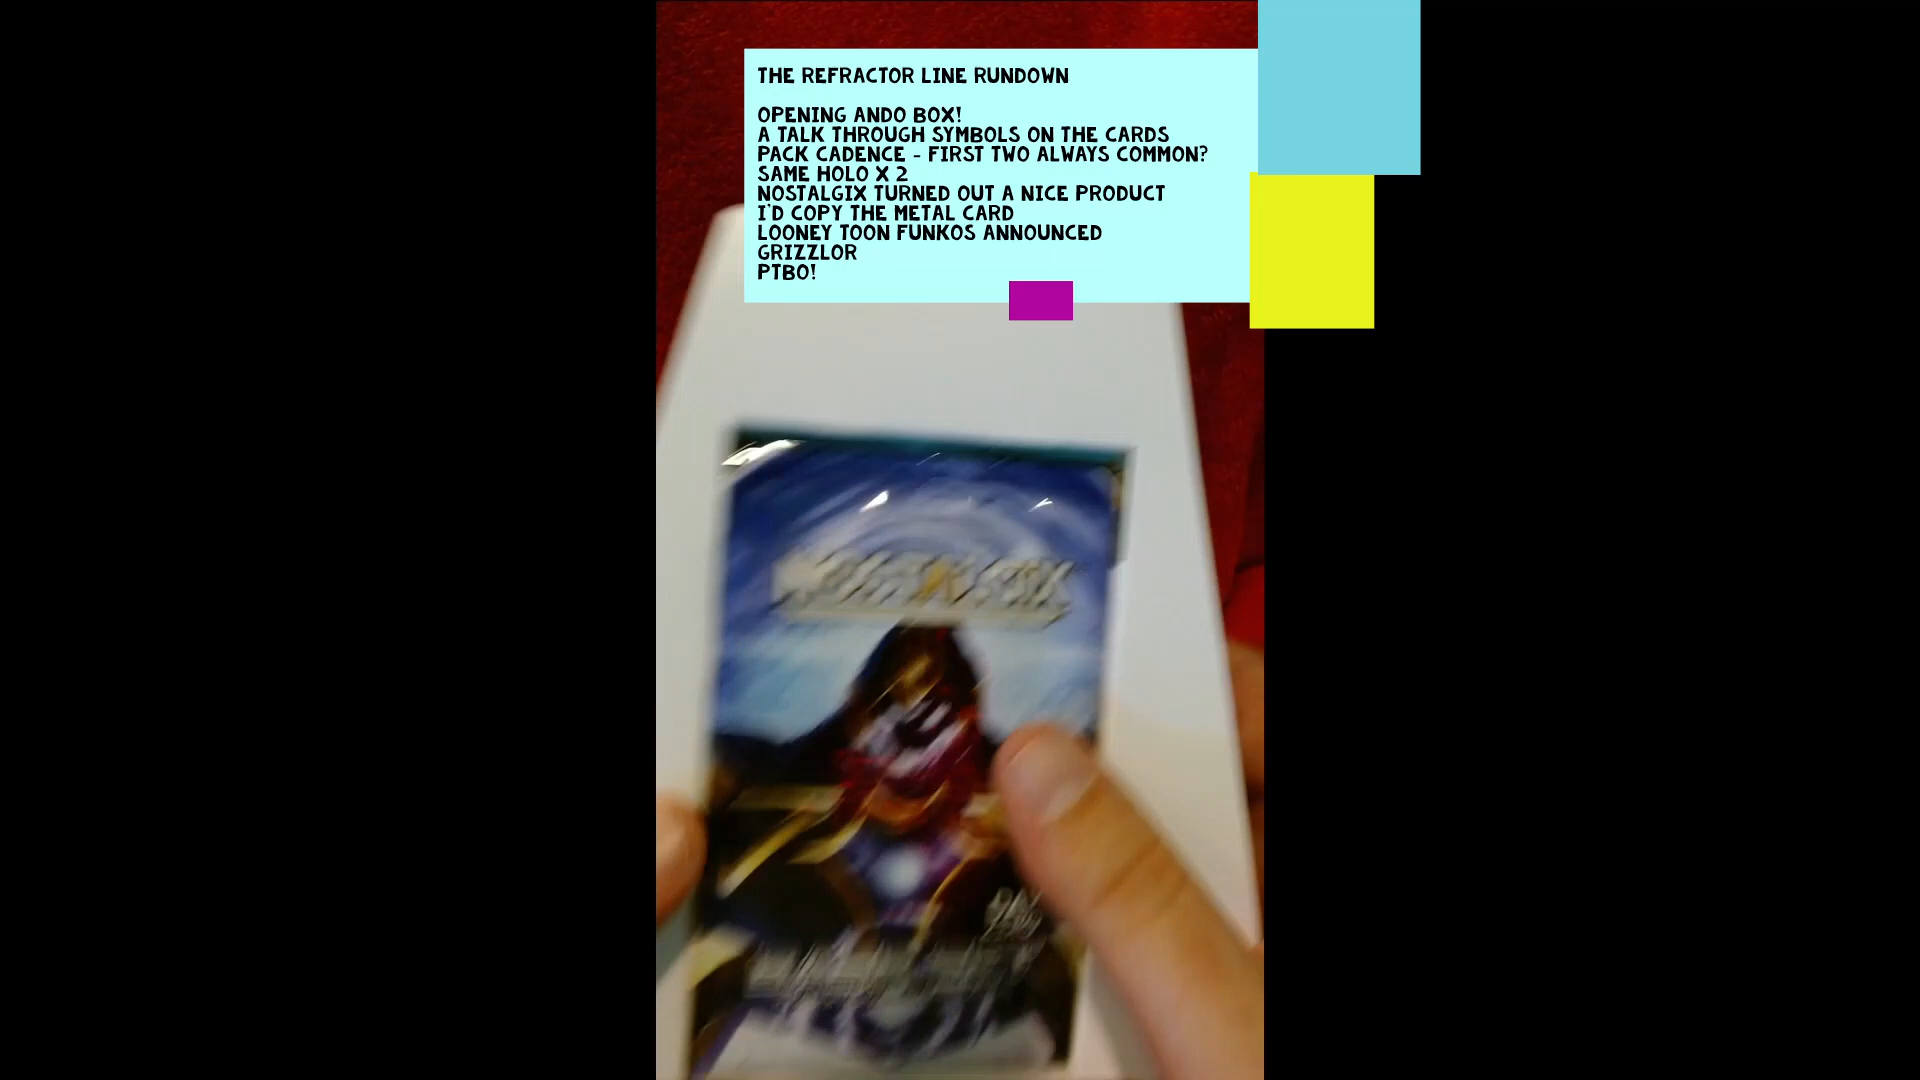 THE REFRACTOR LINE RUNDOWN
OPENING ANDO BOX!
A TALK THROUGH SYMBOLS ON THE CARDS
PACK CADENCE - FIRST TWO ALWAYS COMMON?
SAME HOLO X 2
NOSTALGIX TURNED OUT A NICE PRODUCT
I'D COPY THE METAL CARD
LOONEY TOON FUNKOS ANNOUNCED
GRIZZLOR
PTBO!